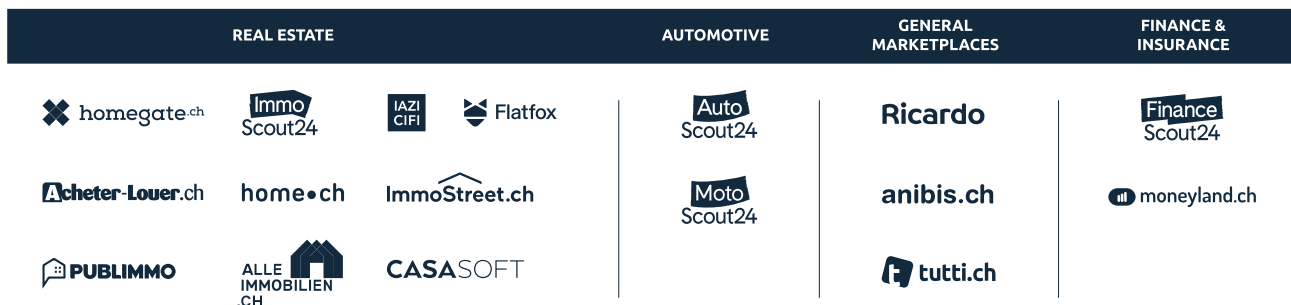 REAL ESTATE
AUTOMOTIVE
GENERAL
MARKETPLACES
FINANCE &
INSURANCE
homegate.ch
Immo
Scout24
IAZI
CIFI
Flatfox
Acheter-Louer.ch
home.ch
ImmoStreet.ch
PUBLIMMO
ALLE
IMMOBILIEN
.CH
CASASOFT
Auto
Scout24
Moto
Scout24
Ricardo
anibis.ch
tutti.ch
Finance
Scout24
moneyland.ch